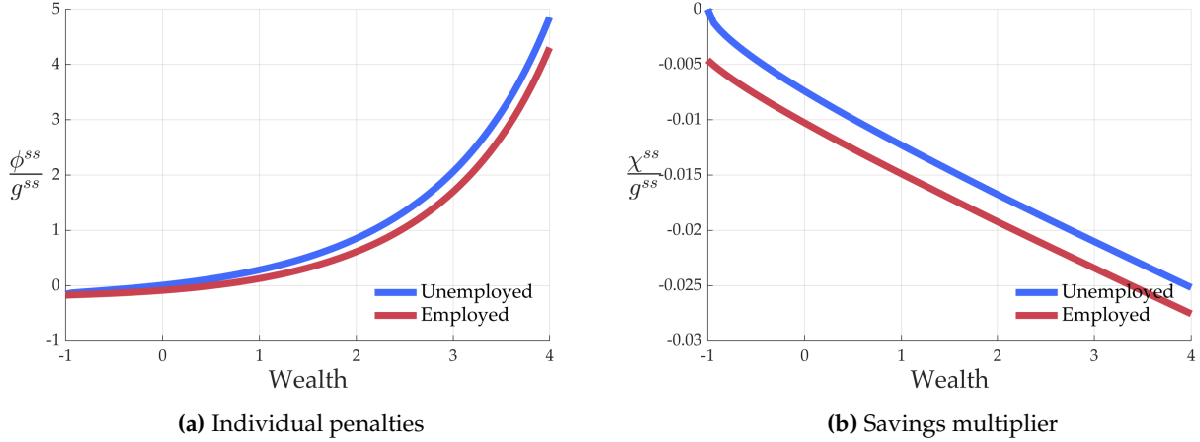 5
4
3
2
1
0
-1
ϕ^{ss}
g^{ss}
-1 0 1 2 3 4
Wealth
Unemployed
Employed
(a) Individual penalties
0
-0.005
-0.01
-0.015
-0.02
-0.025
-0.03
χ^{ss}
g^{ss}
-1 0 1 2 3 4
Wealth
Unemployed
Employed
(b) Savings multiplier